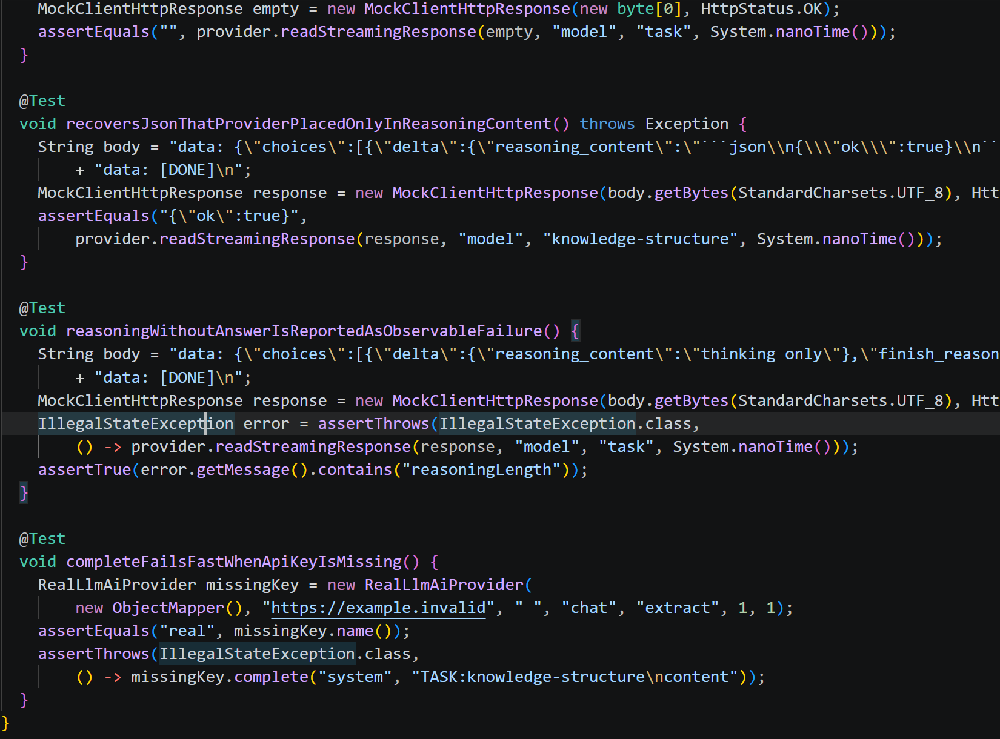 MockClientHttpResponse empty = new MockClientHttpResponse(new byte[0], HttpStatus.OK);
assertEquals("", provider.readStreamingResponse(empty, "model", "task", System.nanoTime()));
}
@Test
void recoversJsonThatProviderPlacedOnlyInReasoningContent() throws Exception {
String body = "data: {\"choices\":[{\"delta\":{\"reasoning_content\":\"```json\\n{\\\"ok\\\":true}\\n``
+ "data: [DONE]\n";
MockClientHttpResponse response = new MockClientHttpResponse(body.getBytes(StandardCharsets.UTF_8), Htt
assertEquals("{\"ok\":true}",
provider.readStreamingResponse(response, "model", "knowledge-structure", System.nanoTime()));
}
@Test
void reasoningWithoutAnswerIsReportedAsObservableFailure() {
String body = "data: {\"choices\":[{\"delta\":{\"reasoning_content\":\"thinking only\"},\"finish_reason
+ "data: [DONE]\n";
MockClientHttpResponse response = new MockClientHttpResponse(body.getBytes(StandardCharsets.UTF_8), Htt
IllegalStateException error = assertThrows(IllegalStateException.class,
() -> provider.readStreamingResponse(response, "model", "task", System.nanoTime()));
assertTrue(error.getMessage().contains("reasoningLength"));
}
@Test
void completeFailsFastWhenApiKeyIsMissing() {
RealLlmAiProvider missingKey = new RealLlmAiProvider(
new ObjectMapper(), "https://example.invalid", " ", "chat", "extract", 1, 1);
assertEquals("real", missingKey.name());
assertThrows(IllegalStateException.class,
() -> missingKey.complete("system", "TASK:knowledge-structure\ncontent"));
}
}